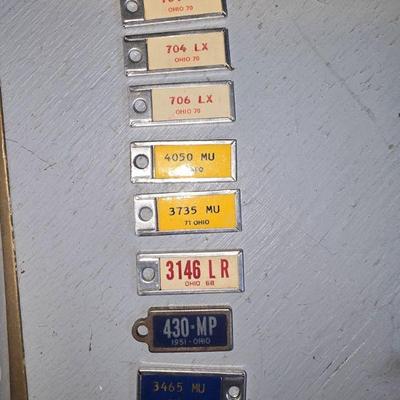 OHIO 70
704 LX
OHIO 70
706 LX
OHIO 70
4050 MU
3735 MU
71 OHIO
3146 LR
OHIO 68
430-MP
1951-OHIO
3465 MU